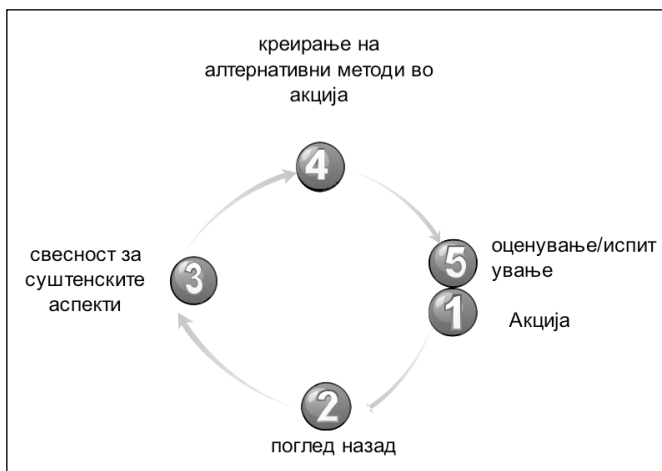 креирање на
алтернативни методи во
акција
4
свесност за
суштенските
аспекти
3
5
оценување/испит
ување
1
Акција
2
поглед назад